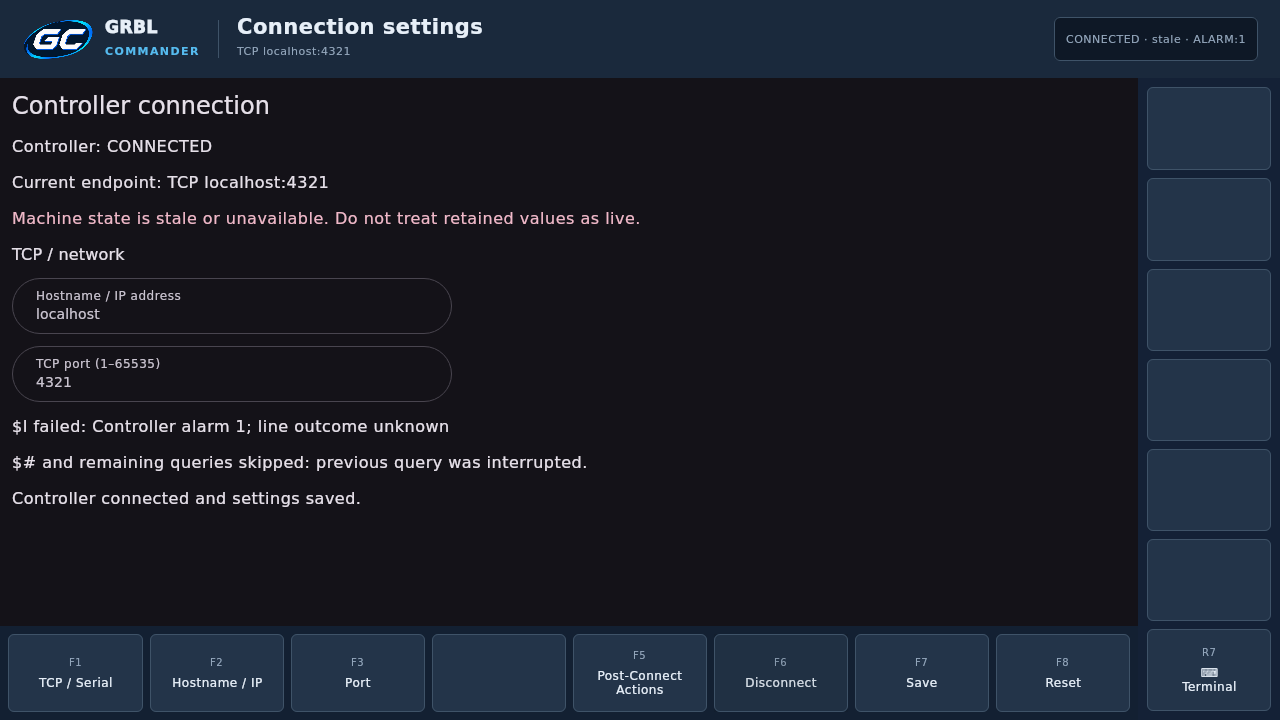 GC
GRBL
COMMANDER
Connection settings
TCP localhost:4321
CONNECTED · stale · ALARM:1
Controller connection
Controller: CONNECTED
Current endpoint: TCP localhost:4321
Machine state is stale or unavailable. Do not treat retained values as live.
TCP / network
Hostname / IP address
localhost
TCP port (1–65535)
4321
$I failed: Controller alarm 1; line outcome unknown
$# and remaining queries skipped: previous query was interrupted.
Controller connected and settings saved.
F1
TCP / Serial
F2
Hostname / IP
F3
Port
F5
Post-Connect
Actions
F6
Disconnect
F7
Save
F8
Reset
R7
⌨
Terminal